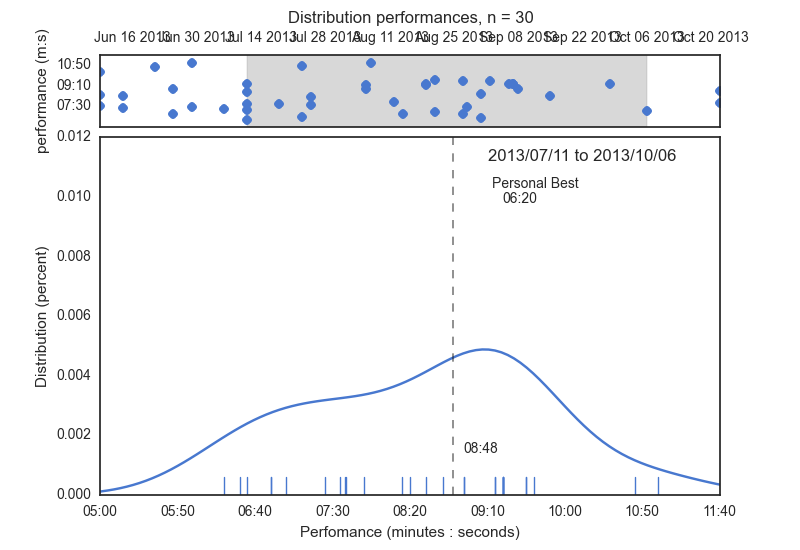 Distribution performances, n = 30
Jun 16 2013 Jun 30 2013 Jul 14 2013 Jul 28 2013 Aug 11 2013 Aug 25 2013 Sep 08 2013 Sep 22 2013 Oct 06 2013 Oct 20 2013
performance (m:s)
10:50
09:10
07:30
0.012
2013/07/11 to 2013/10/06
Personal Best
06:20
0.010
0.008
Distribution (percent)
0.006
0.004
0.002
08:48
0.000
05:00 05:50 06:40 07:30 08:20 09:10 10:00 10:50 11:40
Perfomance (minutes : seconds)